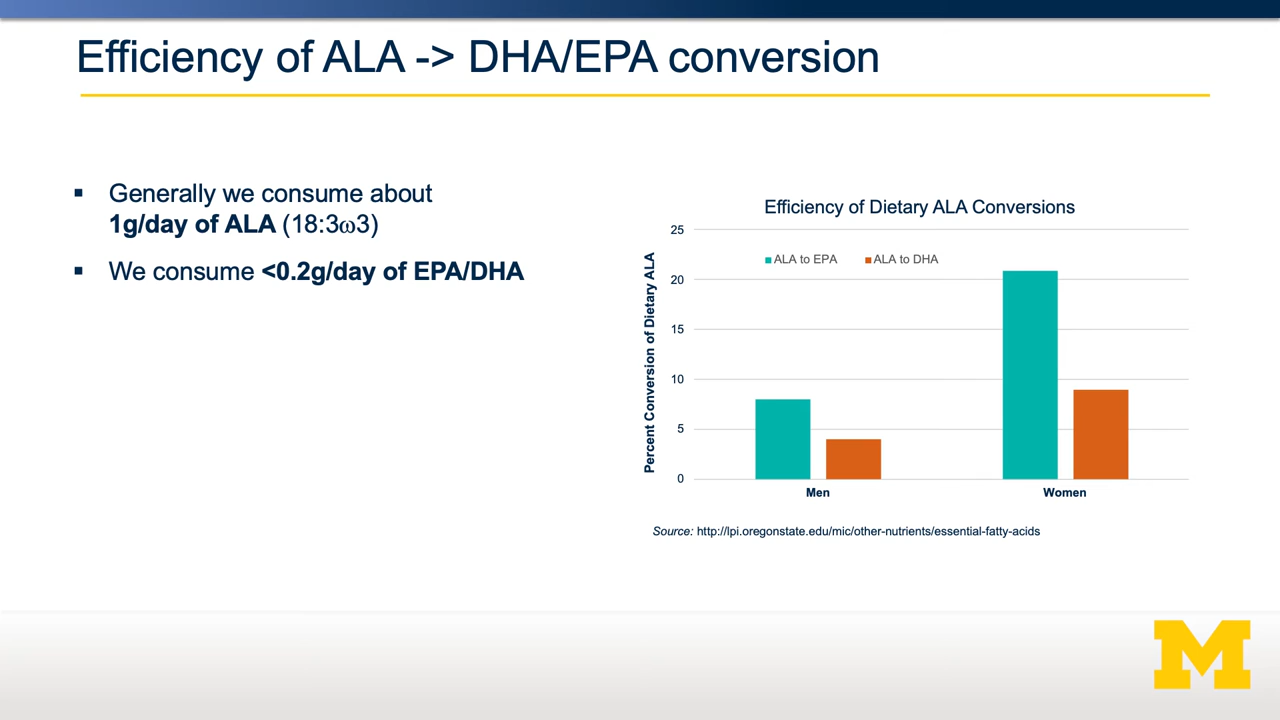 Efficiency of ALA -> DHA/EPA conversion
▪ Generally we consume about
1g/day of ALA (18:3ω3)
▪ We consume <0.2g/day of EPA/DHA
Efficiency of Dietary ALA Conversions
Percent Conversion of Dietary ALA
25
20
15
10
5
0
ALA to EPA ALA to DHA
Men Women
Source: http://lpi.oregonstate.edu/mic/other-nutrients/essential-fatty-acids
M